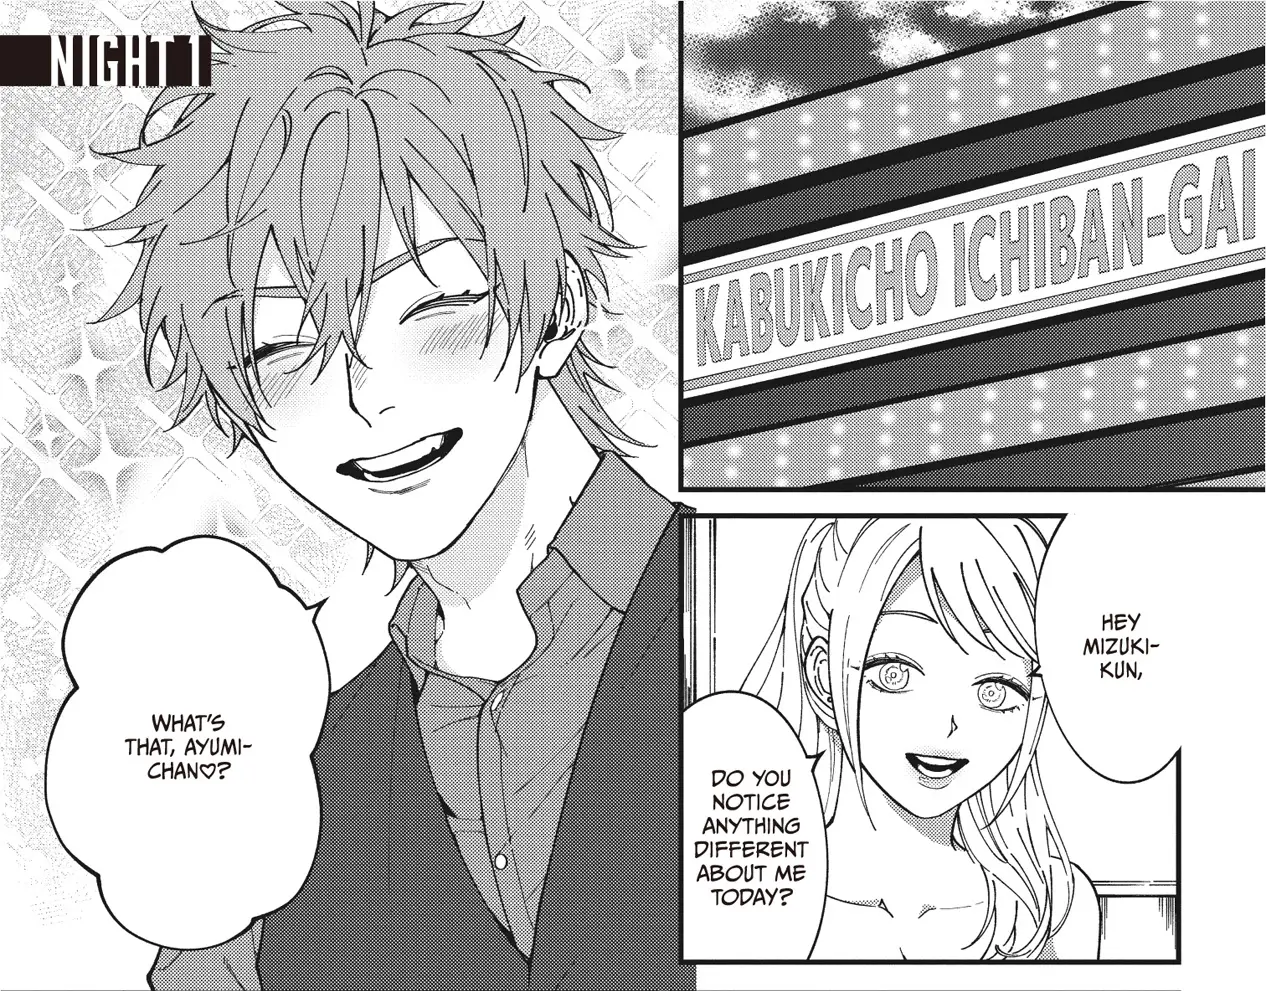 KABUKICHO ICHIBAN-GAI
HEY
MIZUKI-
KUN,
DO YOU
NOTICE
ANYTHING
DIFFERENT
ABOUT ME
TODAY?
NIGHT 1
WHAT'S
THAT, AYUMI-
CHAN♡?